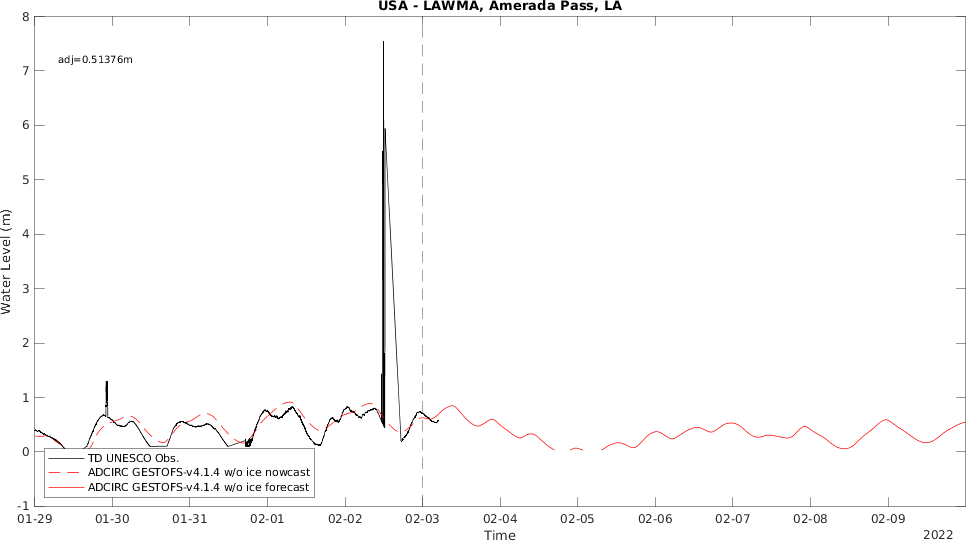 USA - LAWMA, Amerada Pass, LA
8
adj=0.51376m
7
6
5
4
3
2
1
0
-1
Water Level (m)
TD UNESCO Obs.
ADCIRC GESTOFS-v4.1.4 w/o ice nowcast
ADCIRC GESTOFS-v4.1.4 w/o ice forecast
01-29 01-30 01-31 02-01 02-02 02-03 02-04 02-05 02-06 02-07 02-08 02-09
Time
2022